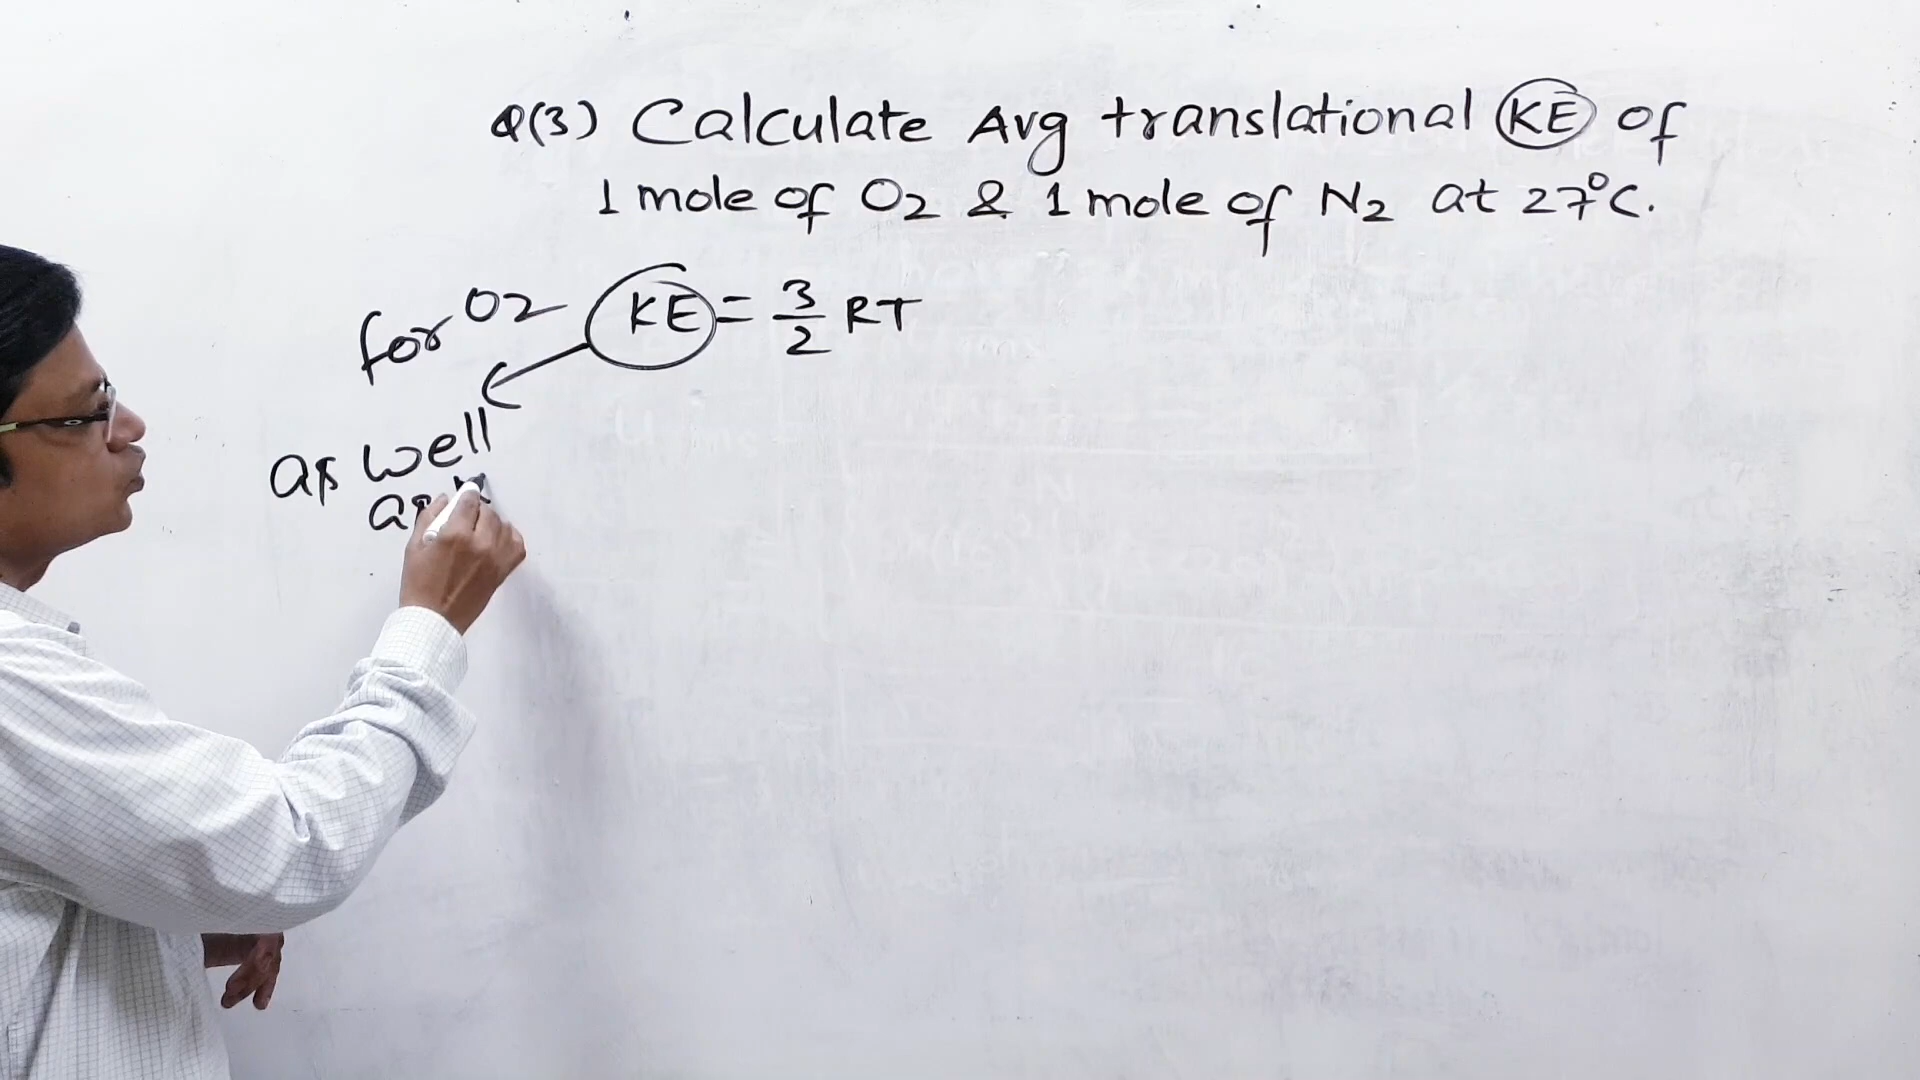 Q(3) Calculate Avg translational KE of
1 mole of O2 & 1 mole of N2 at 27°C.
for O2 KE = 3/2 RT
as well
as